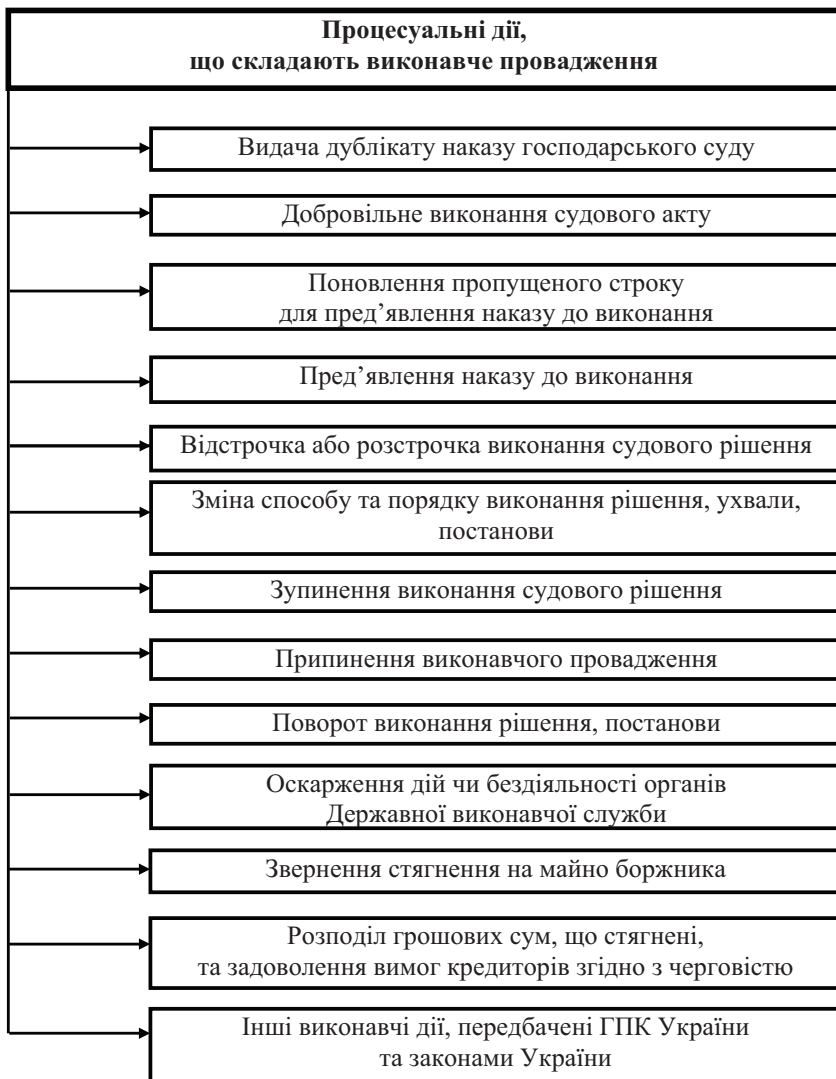 Процесуальні дії,
що складають виконавче провадження
Видача дублікату наказу господарського суду
Добровільне виконання судового акту
Поновлення пропущеного строку
для пред’явлення наказу до виконання
Пред’явлення наказу до виконання
Відстрочка або розстрочка виконання судового рішення
Зміна способу та порядку виконання рішення, ухвали,
постанови
Зупинення виконання судового рішення
Припинення виконавчого провадження
Поворот виконання рішення, постанови
Оскарження дій чи бездіяльності органів
Державної виконавчої служби
Звернення стягнення на майно боржника
Розподіл грошових сум, що стягнені,
та задоволення вимог кредиторів згідно з черговістю
Інші виконавчі дії, передбачені ГПК України
та законами України